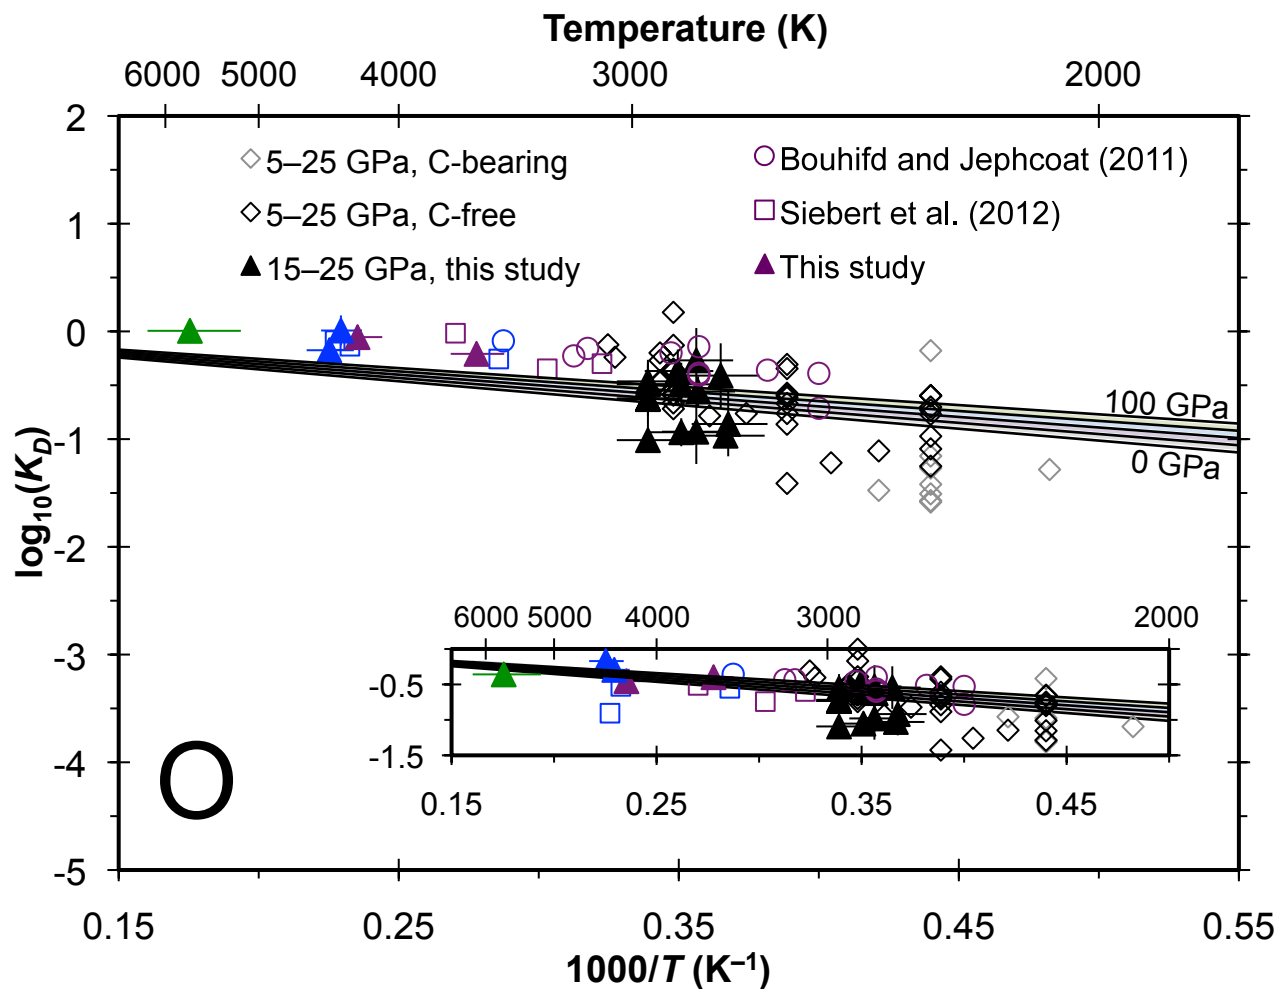 Temperature (K)
6000 5000 4000 3000 2000
2
5–25 GPa, C-bearing
Bouhifd and Jephcoat (2011)
1
5–25 GPa, C-free
Siebert et al. (2012)
15–25 GPa, this study
This study
0
100 GPa
-1
0 GPa
log10(KD)
-2
6000 5000 4000 3000 2000
-3
-0.5
-4
-1.5
0.15 0.25 0.35 0.45
O
-5
0.15 0.25 0.35 0.45 0.55
1000/T (K–1)